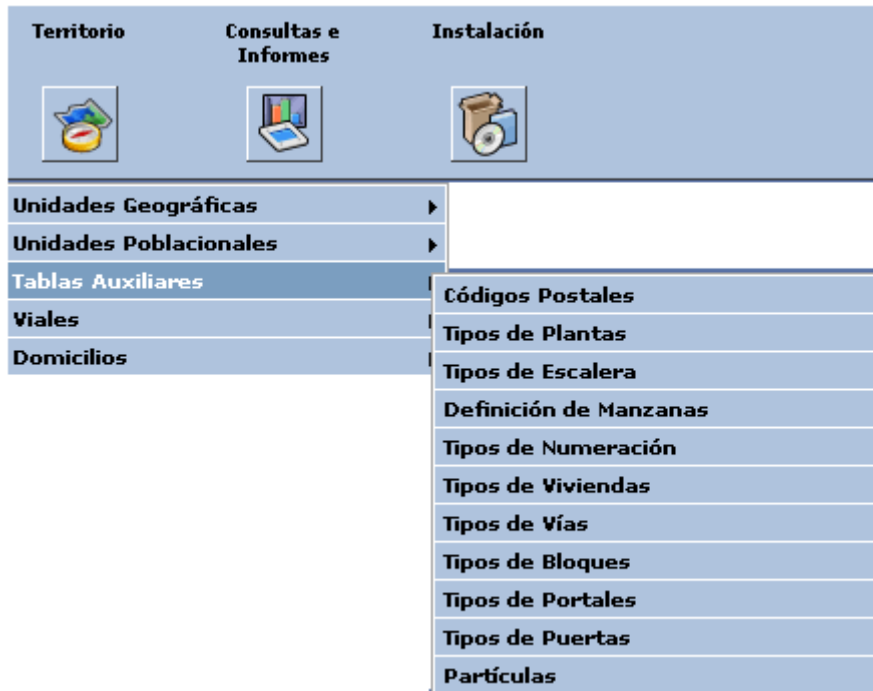 Territorio
Consultas e
Informes
Instalación
Unidades Geográficas
Unidades Poblacionales
Tablas Auxiliares
Viales
Domicilios
Códigos Postales
Tipos de Plantas
Tipos de Escalera
Definición de Manzanas
Tipos de Numeración
Tipos de Viviendas
Tipos de Vías
Tipos de Bloques
Tipos de Portales
Tipos de Puertas
Partículas